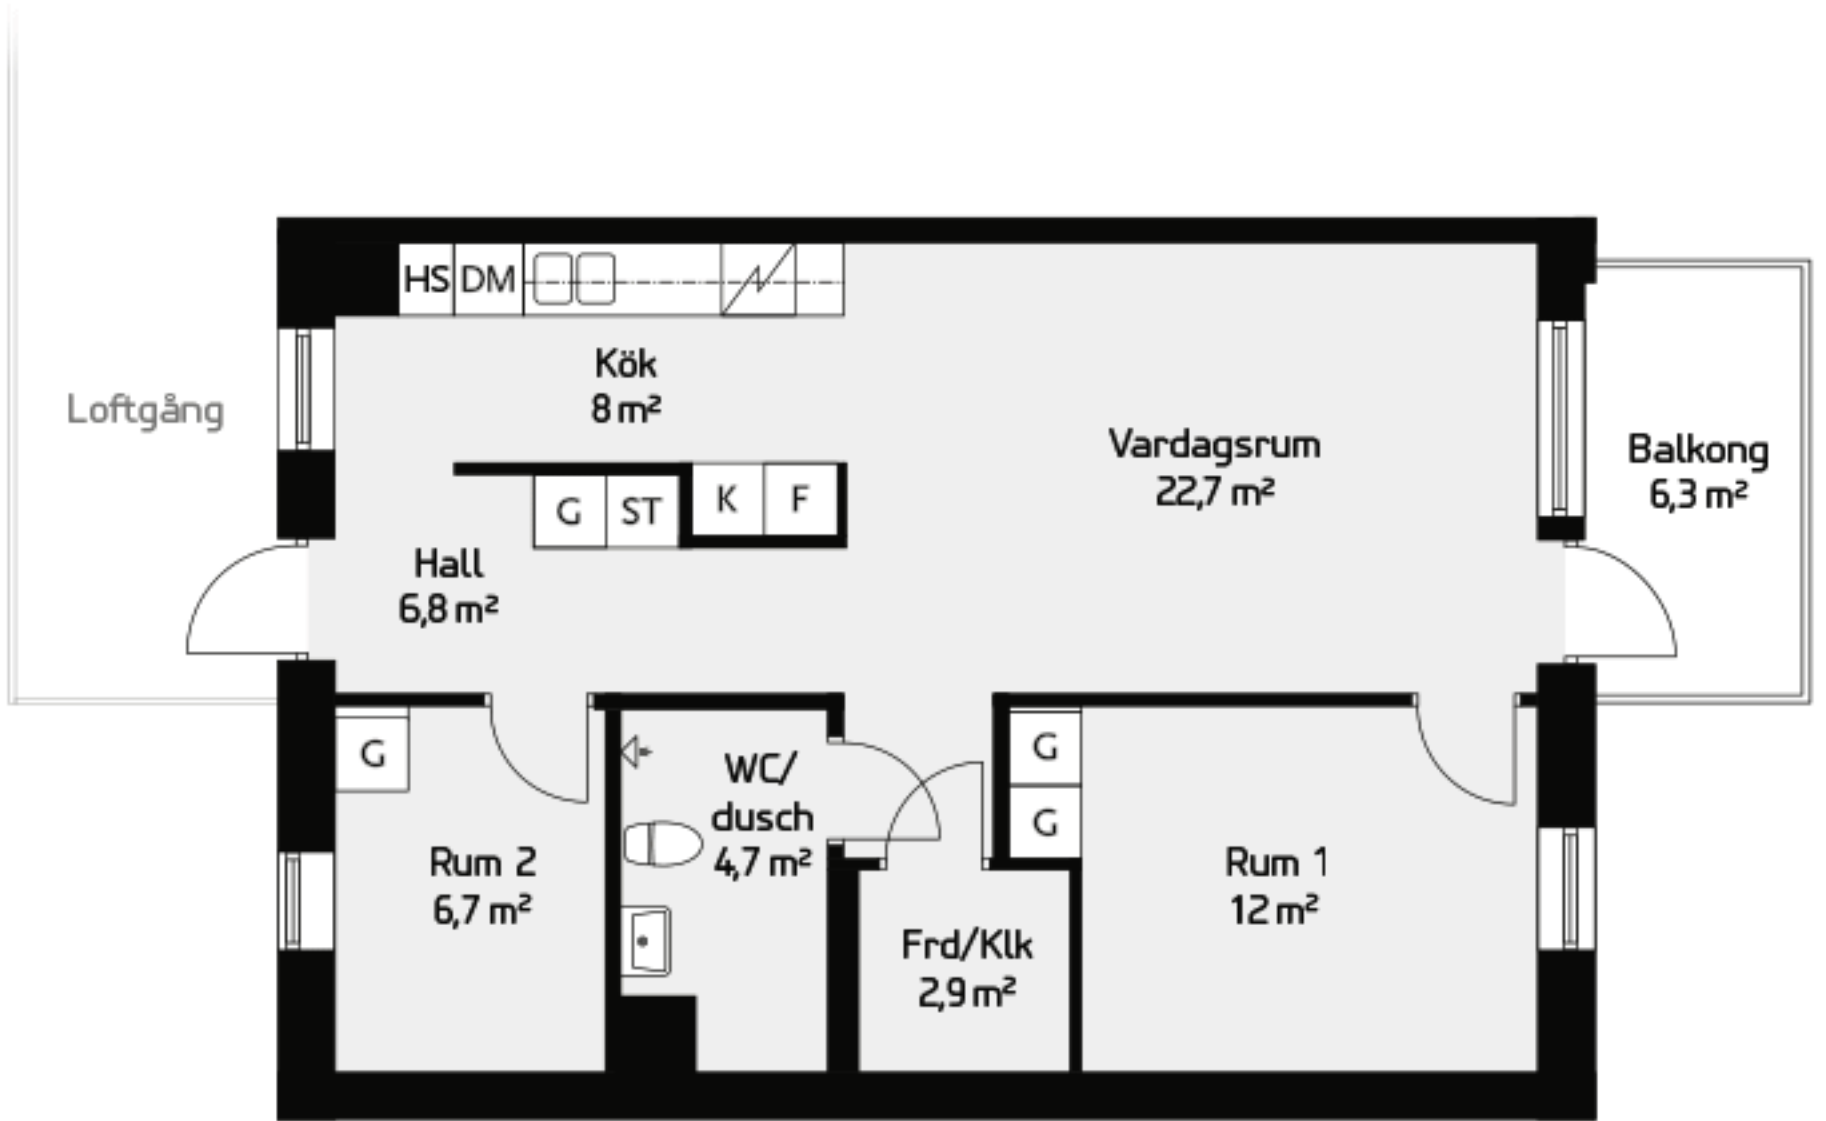 HS DM
Kök
8 m²
Loftgång
Vardagsrum
22,7 m²
Balkong
6,3 m²
G ST K F
Hall
6,8 m²
G
WC/
dusch
4,7 m²
G
G
Rum 2
6,7 m²
Rum 1
12 m²
Frd/Klk
2,9 m²